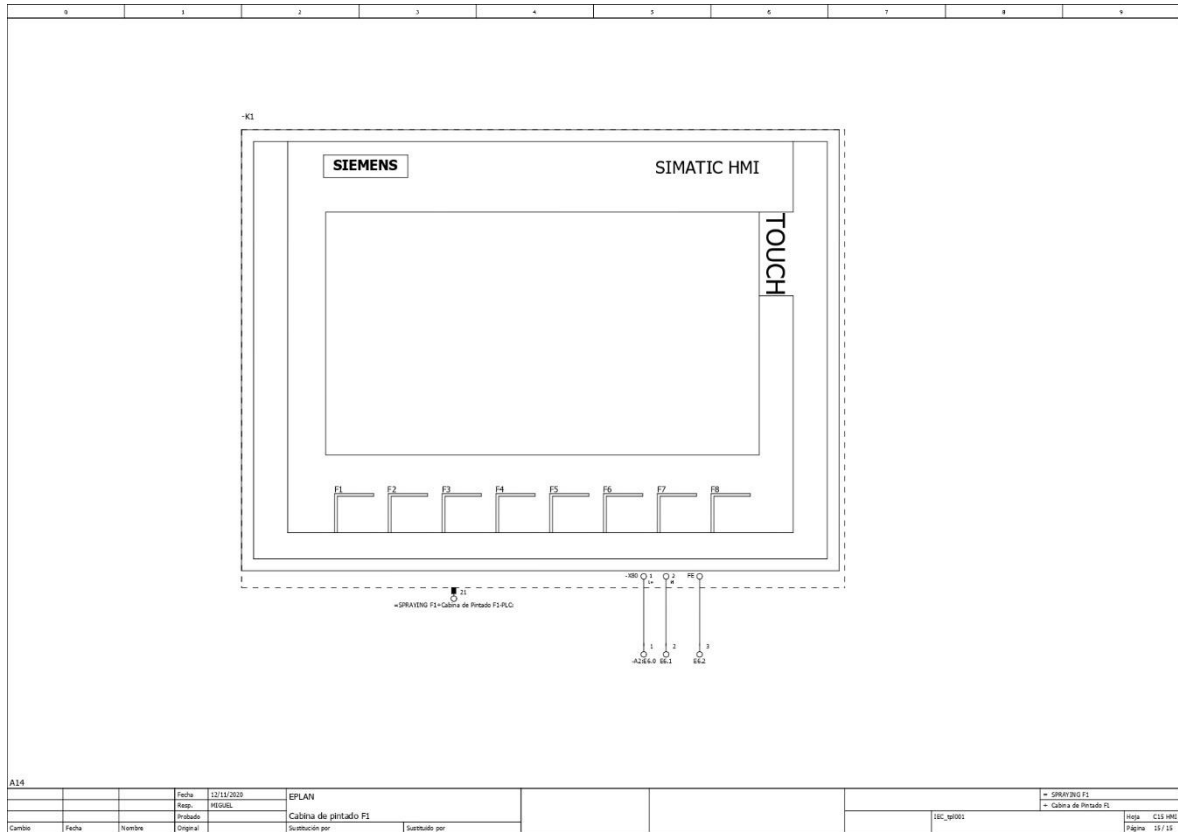 0 1 2 3 4 5 6 7 8 9
-K1
SIEMENS
SIMATIC HMI
TOUCH
F1 F2 F3 F4 F5 F6 F7 F8
-X80 1 2 FE
L+ M
Z1
=SPRAYING F1+Cabina de Pintado F1-PLC:
1 2 3
-A2:E6.0 E6.1 E6.2
A14
Fecha 12/11/2020
Resp. MIGUEL
Probado
Cambio Fecha Nombre Original
EPLAN
Cabina de pintado F1
Sustitución por Sustituido por
IEC_tpl001
= SPRAYING F1
+ Cabina de Pintado F1
Hoja C15 HMI
Página 15 / 15